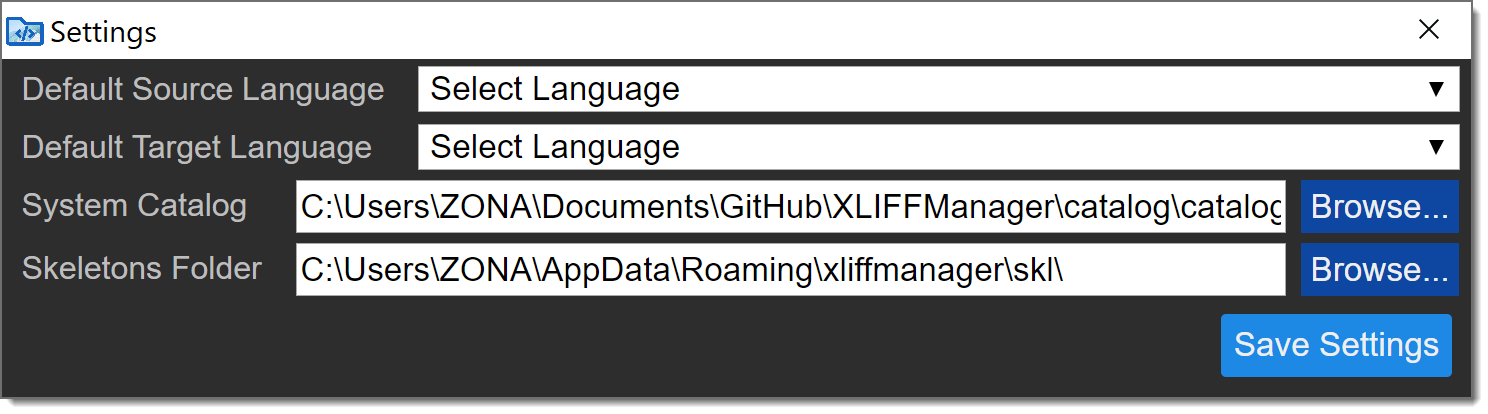 Settings
Default Source Language Select Language
Default Target Language Select Language
System Catalog C:\Users\ZONA\Documents\GitHub\XLIFFManager\catalog\catalog Browse...
Skeletons Folder C:\Users\ZONA\AppData\Roaming\xliffmanager\skl\ Browse...
Save Settings